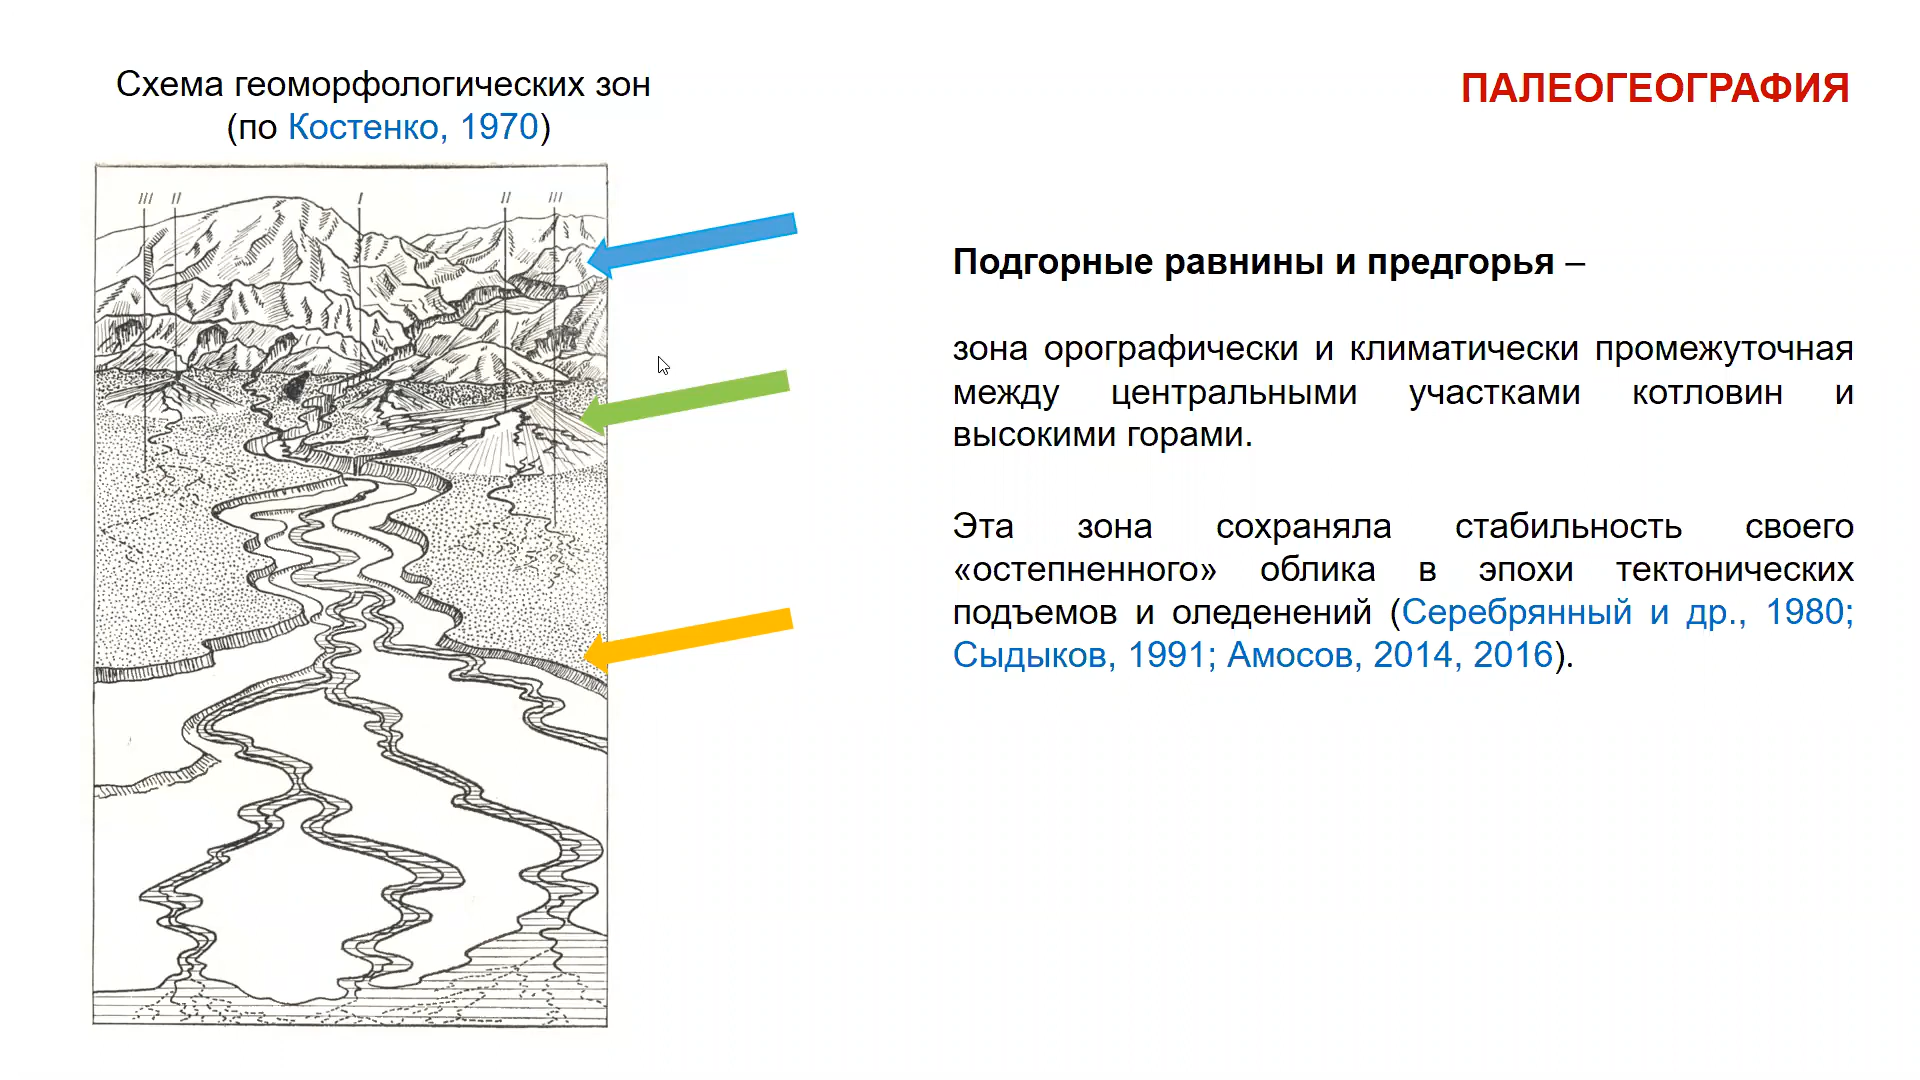 Схема геоморфологических зон
(по Костенко, 1970)
ПАЛЕОГЕОГРАФИЯ
III II I II III
Подгорные равнины и предгорья –
зона орографически и климатически промежуточная
между центральными участками котловин и
высокими горами.
Эта зона сохраняла стабильность своего
«остепненного» облика в эпохи тектонических
подъемов и оледенений (Серебрянный и др., 1980;
Сыдыков, 1991; Амосов, 2014, 2016).